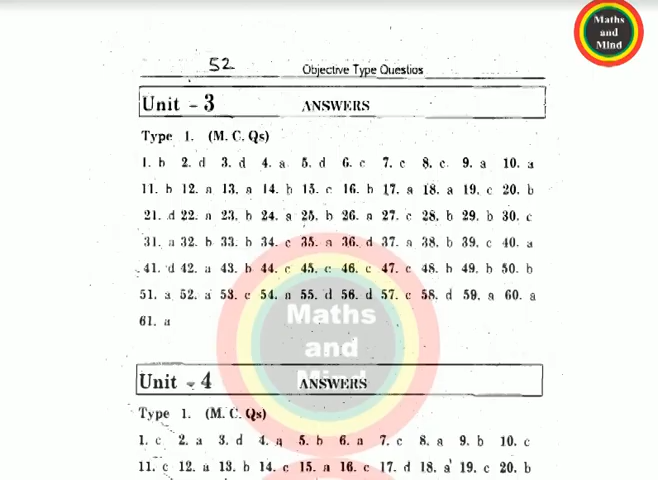 Maths
and
Mind
52 Objective Type Questios
Unit - 3 ANSWERS
Type 1. (M. C. Qs)
1. b 2. d 3. d 4. a 5. d 6. c 7. c 8. c 9. a 10. a
11. b 12. a 13. a 14. b 15. c 16. b 17. a 18. a 19. c 20. b
21. d 22. a 23. b 24. a 25. b 26. a 27. c 28. b 29. b 30. c
31. a 32. b 33. b 34. c 35. a 36. d 37. a 38. b 39. c 40. a
41. d 42. a 43. b 44. c 45. c 46. c 47. c 48. b 49. b 50. b
51. a 52. a 53. c 54. a 55. d 56. d 57. c 58. d 59. a 60. a
61. a
Maths
and
Mind
Unit - 4 ANSWERS
Type 1. (M. C. Qs)
1. c 2. a 3. d 4. a 5. b 6. a 7. c 8. a 9. b 10. c
11. c 12. a 13. b 14. c 15. a 16. c 17. d 18. a 19. c 20. b